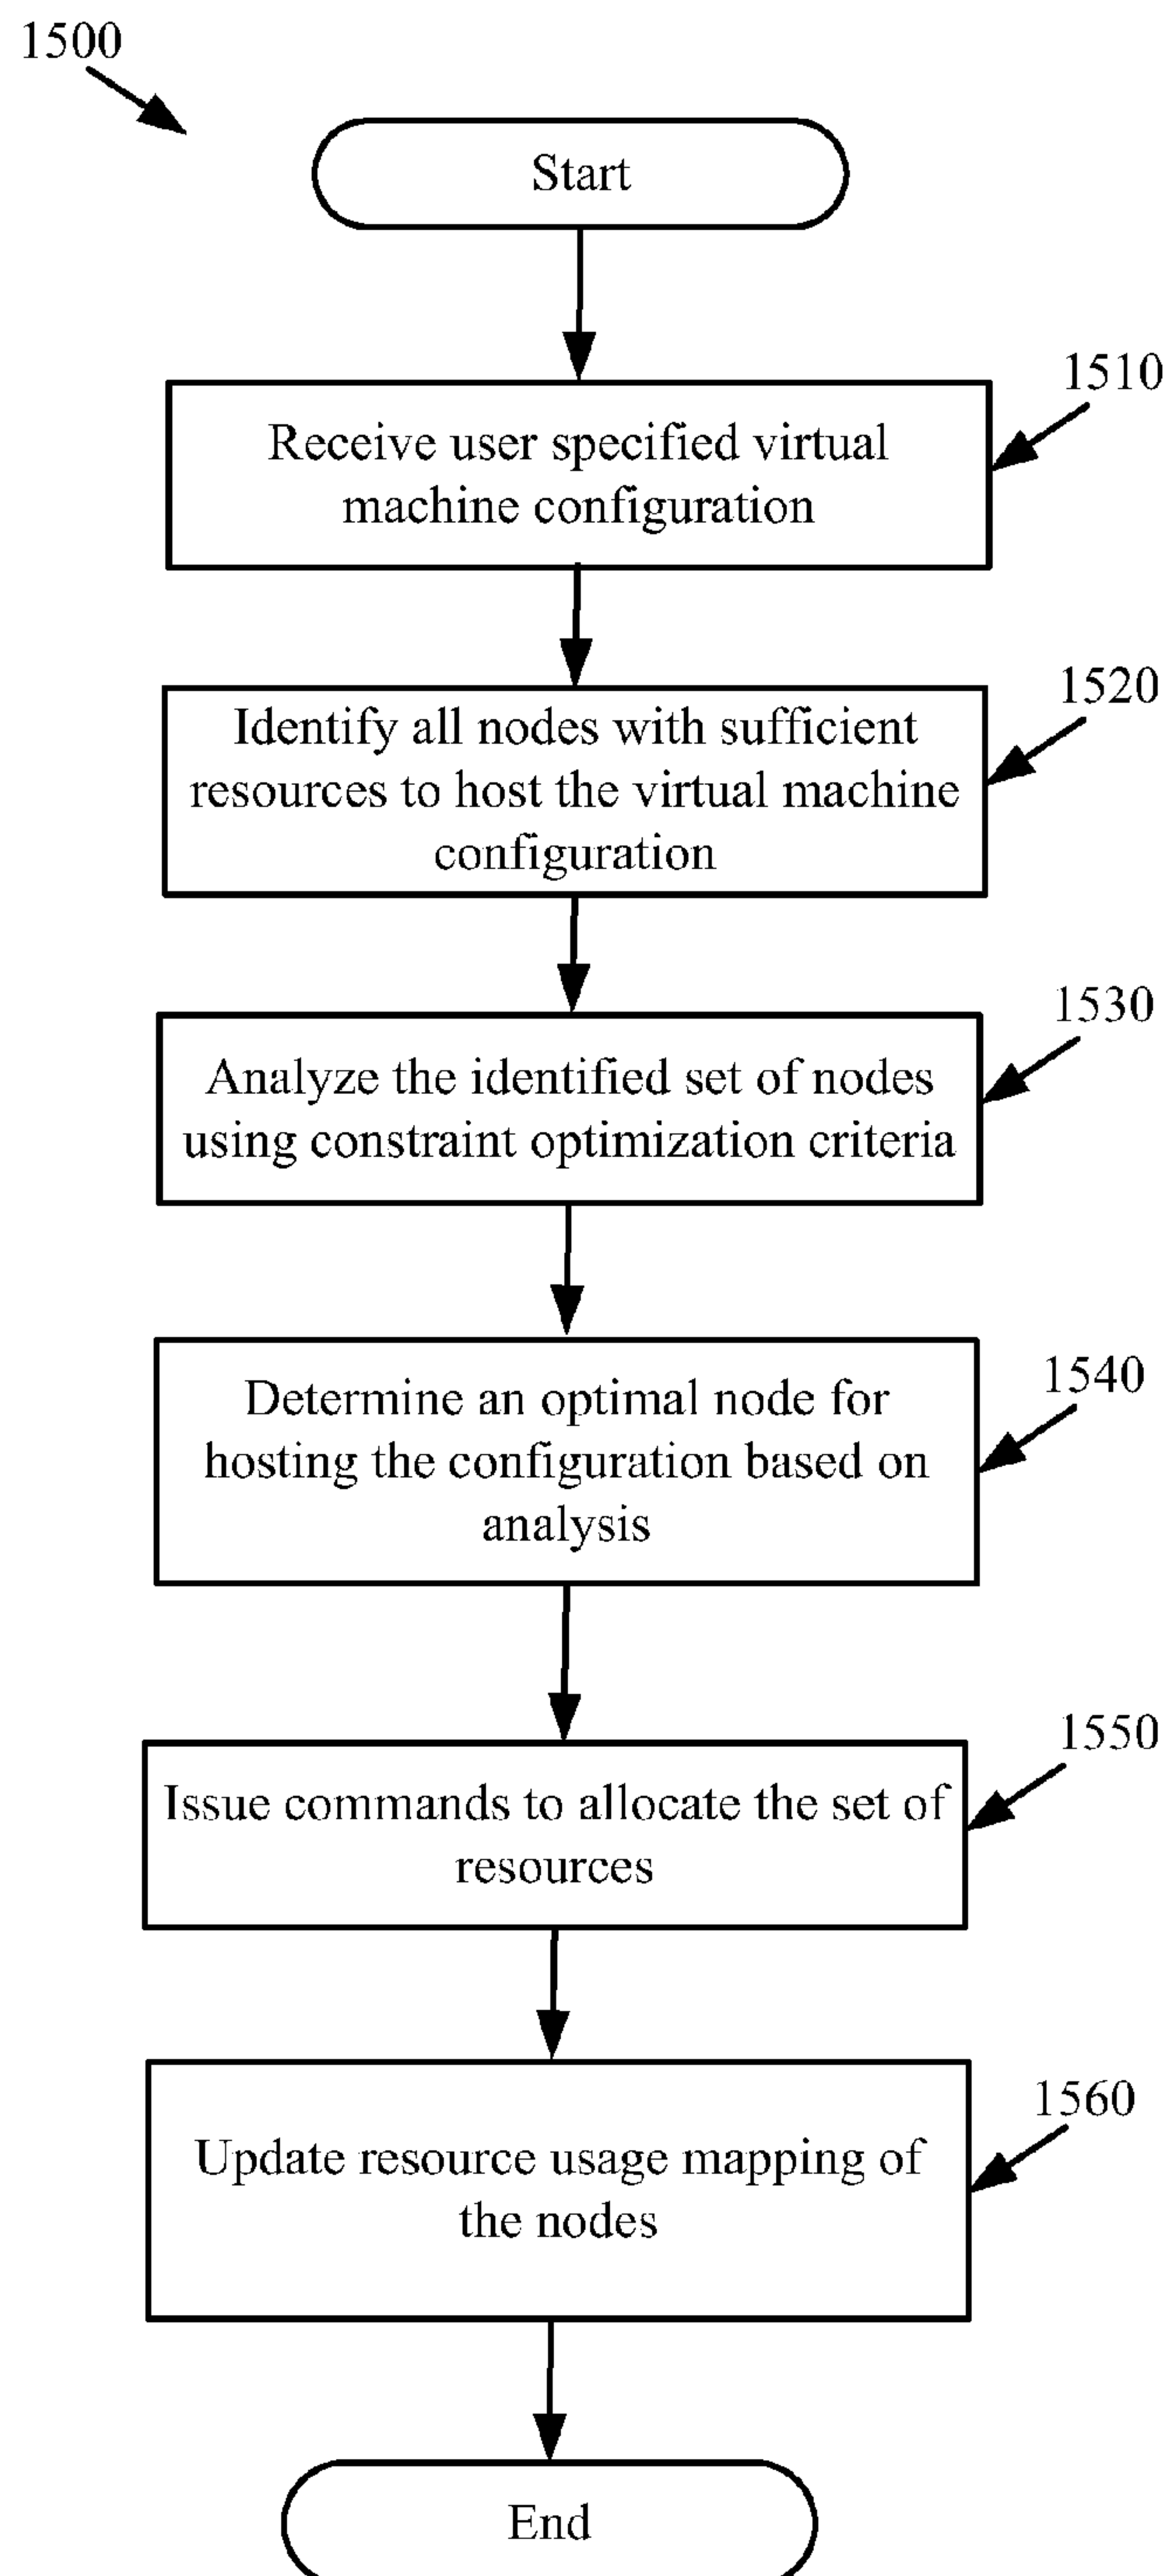 1500
Start
1510
Receive user specified virtual
machine configuration
1520
Identify all nodes with sufficient
resources to host the virtual machine
configuration
1530
Analyze the identified set of nodes
using constraint optimization criteria
1540
Determine an optimal node for
hosting the configuration based on
analysis
1550
Issue commands to allocate the set of
resources
1560
Update resource usage mapping of
the nodes
End